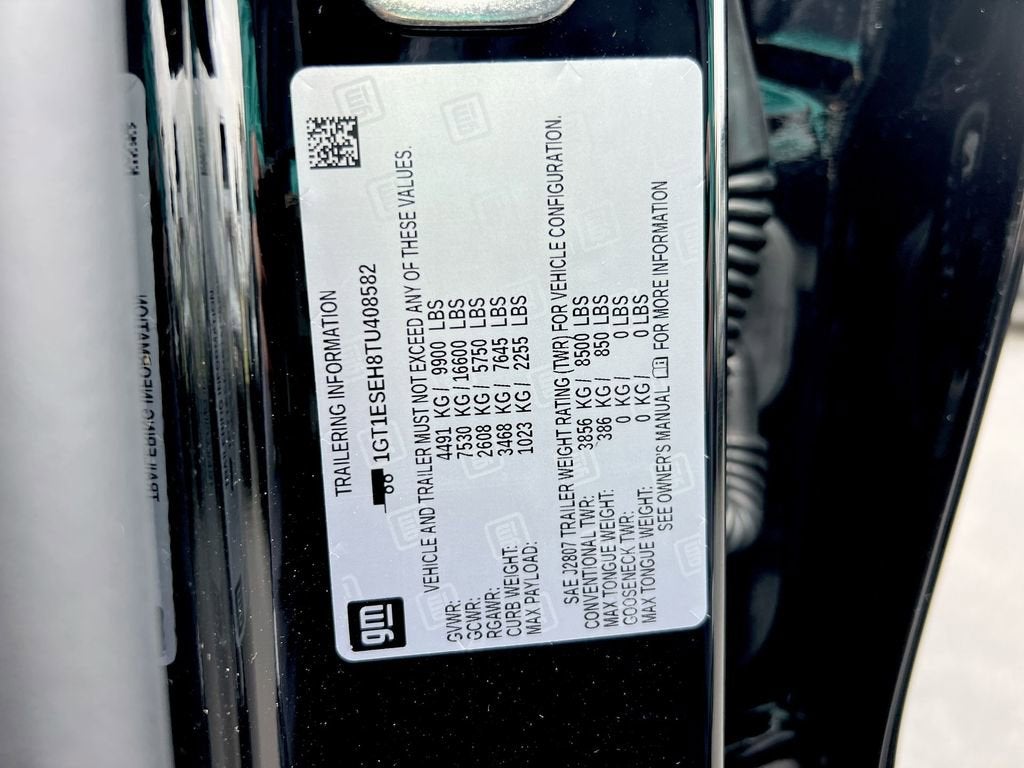 gm
TRAILERING INFORMATION
1GT1ESEH8TU408582
VEHICLE AND TRAILER MUST NOT EXCEED ANY OF THESE VALUES.
GVWR: 4491 KG / 9900 LBS
GCWR: 7530 KG / 16600 LBS
RGAWR: 2608 KG / 5750 LBS
CURB WEIGHT: 3468 KG / 7645 LBS
MAX PAYLOAD: 1023 KG / 2255 LBS
SAE J2807 TRAILER WEIGHT RATING (TWR) FOR VEHICLE CONFIGURATION.
CONVENTIONAL TWR: 3856 KG / 8500 LBS
MAX TONGUE WEIGHT: 386 KG / 850 LBS
GOOSENECK TWR: 0 KG / 0 LBS
MAX TONGUE WEIGHT: 0 KG / 0 LBS
SEE OWNER'S MANUAL FOR MORE INFORMATION